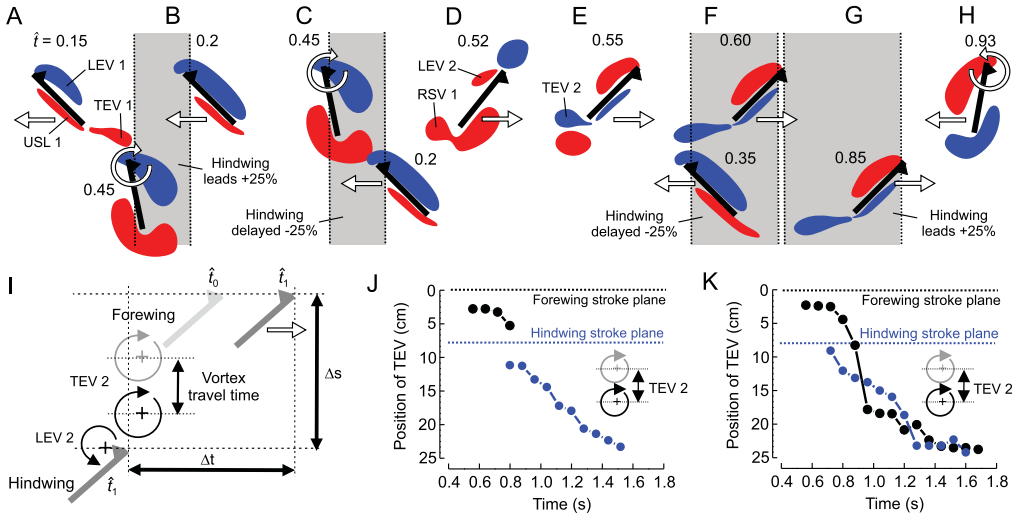 A
B
C
D
E
F
G
H
t̂ = 0.15
0.2
0.45
0.52
0.55
0.60
0.93
LEV 1
TEV 1
USL 1
0.45
Hindwing
leads +25%
0.2
Hindwing
delayed -25%
LEV 2
RSV 1
TEV 2
0.35
Hindwing
delayed -25%
0.85
Hindwing
leads +25%
I
t̂0
t̂1
Forewing
TEV 2
Vortex
travel time
Δs
LEV 2
Δt
Hindwing
t̂1
J
Position of TEV (cm)
0
5
10
15
20
25
Forewing stroke plane
Hindwing stroke plane
TEV 2
0.4 0.6 0.8 1.0 1.2 1.4 1.6 1.8
Time (s)
K
Position of TEV (cm)
0
5
10
15
20
25
Forewing stroke plane
Hindwing stroke plane
TEV 2
0.4 0.6 0.8 1.0 1.2 1.4 1.6 1.8
Time (s)